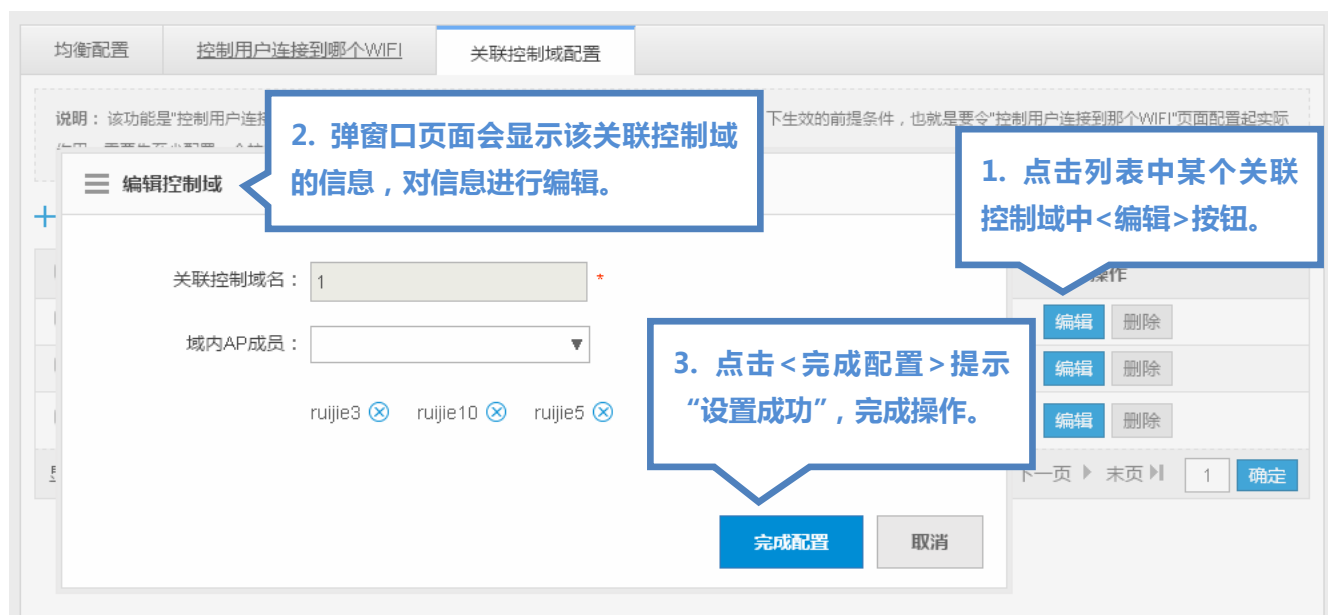 均衡配置 控制用户连接到哪个WIFI 关联控制域配置
说明：该功能是"控制用户连接 下生效的前提条件，也就是要令"控制用户连接到那个WIFI"页面配置起实际
2. 弹窗口页面会显示该关联控制域
的信息，对信息进行编辑。
1. 点击列表中某个关联
控制域中<编辑>按钮。
编辑控制域
关联控制域名： 1 *
操作
域内AP成员：
编辑 删除
3. 点击<完成配置>提示
“设置成功”，完成操作。
编辑 删除
ruijie3 ruijie10 ruijie5
编辑 删除
下一页 末页 1 确定
完成配置 取消